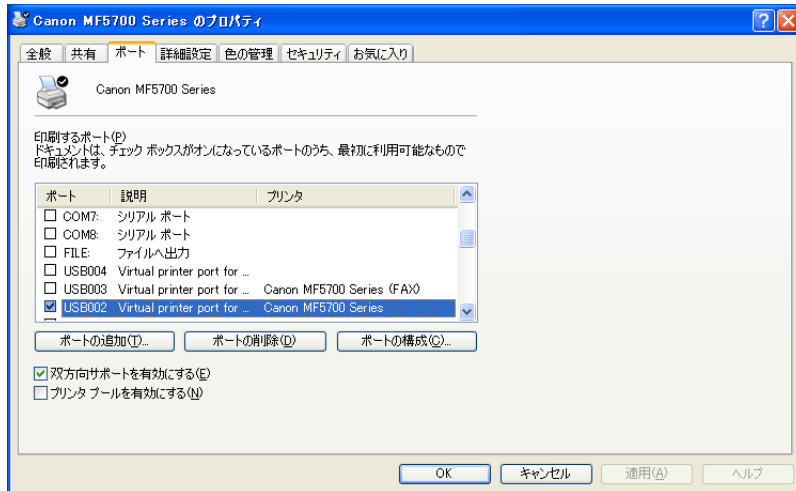 Canon MF5700 Series のプロパティ
全般 共有 ポート 詳細設定 色の管理 セキュリティ お気に入り
Canon MF5700 Series
印刷するポート(P)
ドキュメントは、チェック ボックスがオンになっているポートのうち、最初に利用可能なもので
印刷されます。
ポート 説明 プリンタ
COM7: シリアル ポート
COM8: シリアル ポート
FILE: ファイルへ出力
USB004 Virtual printer port for ...
USB003 Virtual printer port for ... Canon MF5700 Series (FAX)
USB002 Virtual printer port for ... Canon MF5700 Series
ポートの追加(T)... ポートの削除(D) ポートの構成(C)...
双方向サポートを有効にする(E)
プリンタ プールを有効にする(N)
OK キャンセル 適用(A) ヘルプ